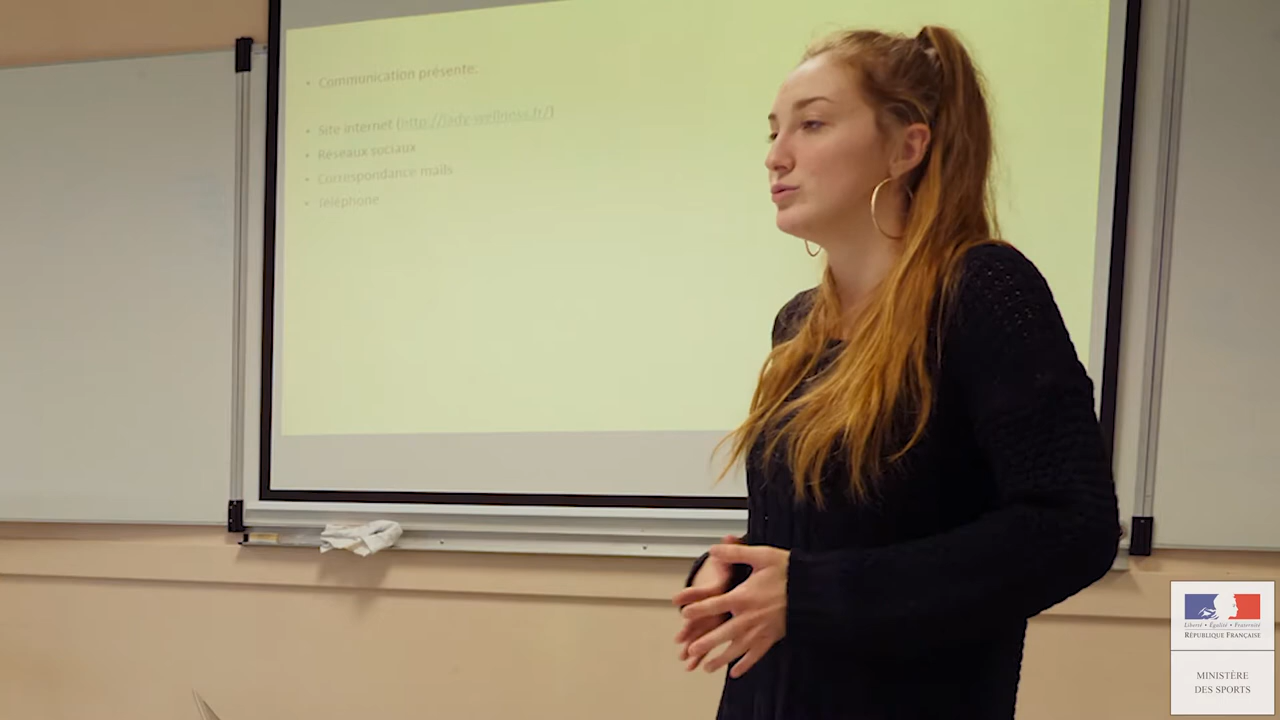 • Communication présente:
• Site internet (http://lady-wellness.fr/)
• Réseaux sociaux
• Correspondance mails
• Téléphone
Liberté • Égalité • Fraternité
RÉPUBLIQUE FRANÇAISE
MINISTÈRE
DES SPORTS